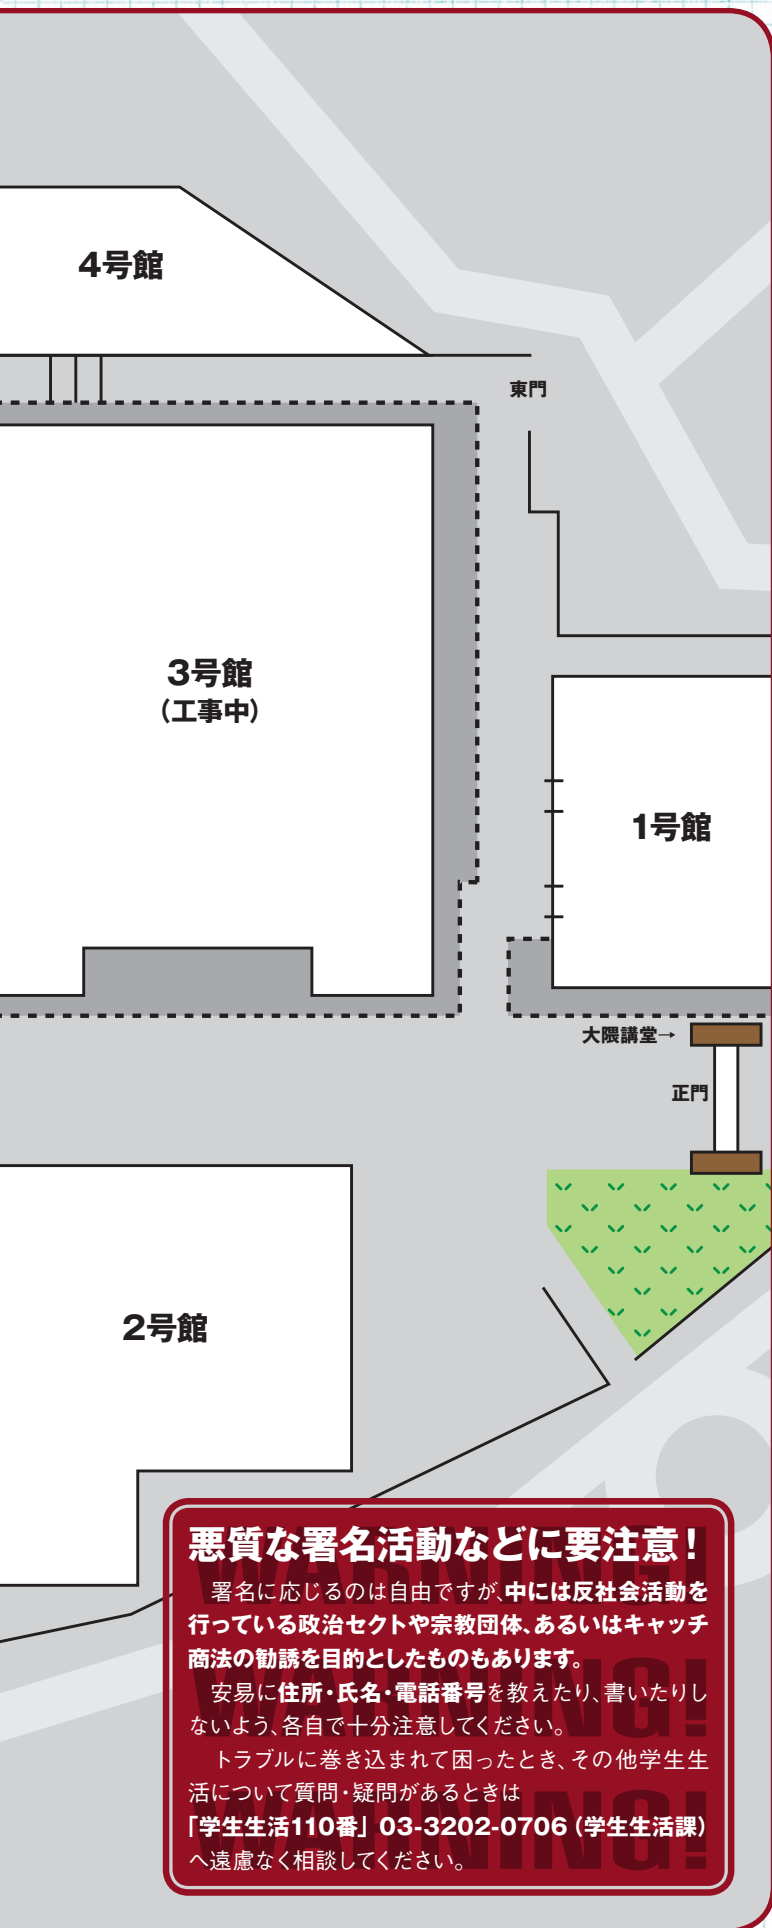 4号館
東門
3号館
（工事中）
1号館
大隈講堂→
正門
2号館
WARNING!
WARNING!
WARNING!
悪質な署名活動などに要注意！
署名に応じるのは自由ですが、中には反社会活動を
行っている政治セクトや宗教団体、あるいはキャッチ
商法の勧誘を目的としたものもあります。
安易に住所・氏名・電話番号を教えたり、書いたりし
ないよう、各自で十分注意してください。
トラブルに巻き込まれて困ったとき、その他学生生
活について質問・疑問があるときは
「学生生活110番」03-3202-0706（学生生活課）
へ遠慮なく相談してください。